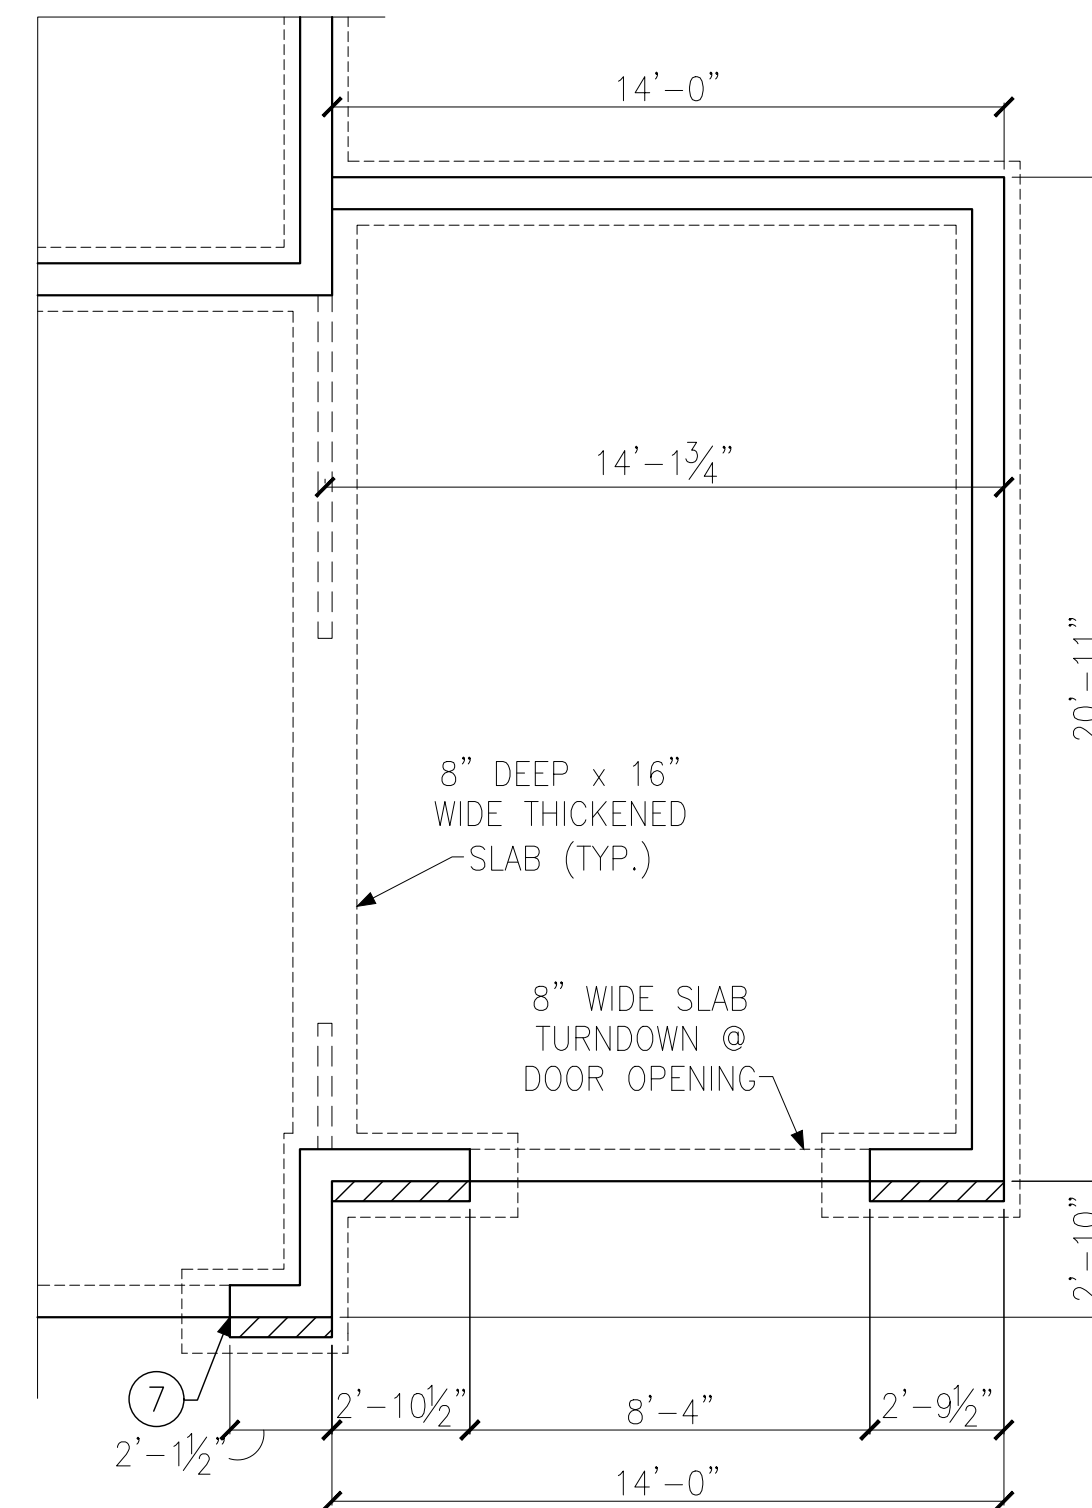 14'-0"
14'-1¾"
20'-11"
8" DEEP x 16"
WIDE THICKENED
SLAB (TYP.)
8" WIDE SLAB
TURNDOWN @
DOOR OPENING
2'-10"
7
2'-10½"
8'-4"
2'-9½"
2'-1½"
14'-0"